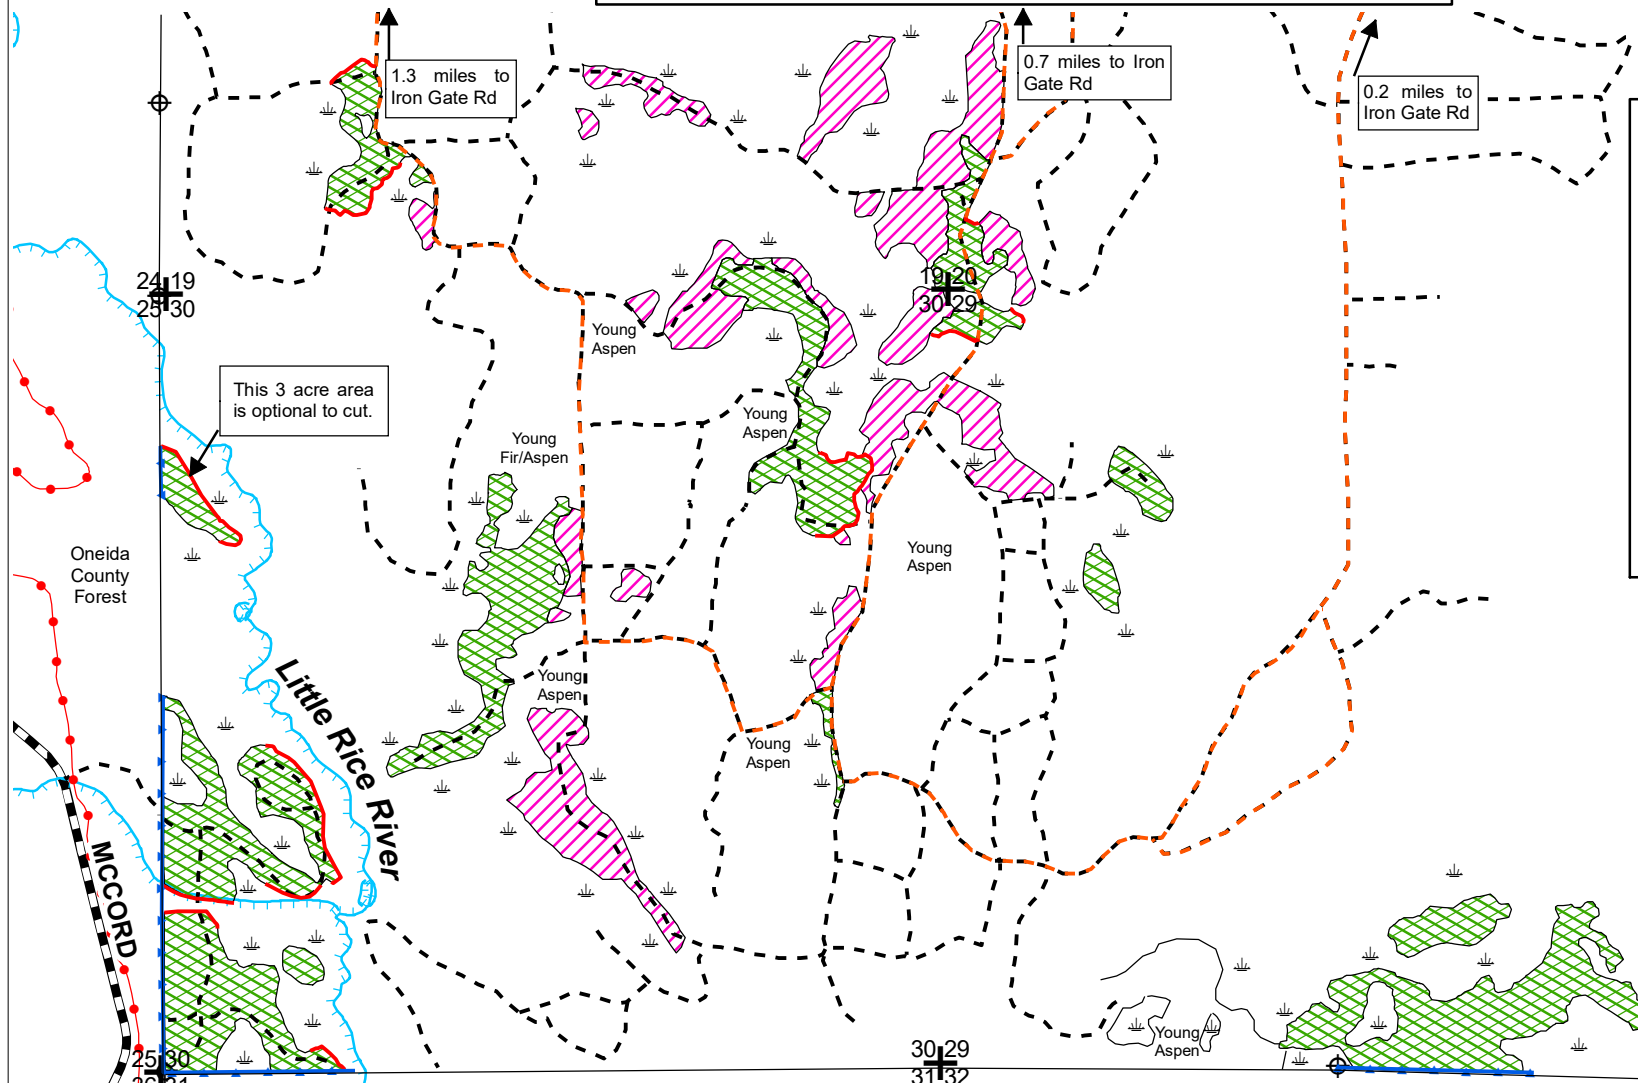 1.3 miles to
Iron Gate Rd
0.7 miles to Iron
Gate Rd
0.2 miles to
Iron Gate Rd
24 19
25 30
19 20
30 29
Young
Aspen
This 3 acre area
is optional to cut.
Young
Aspen
Young
Fir/Aspen
Oneida
County
Forest
Young
Aspen
Little Rice River
Young
Aspen
Young
Aspen
MCCORD
Young
Aspen
25 30
30 29
31 32